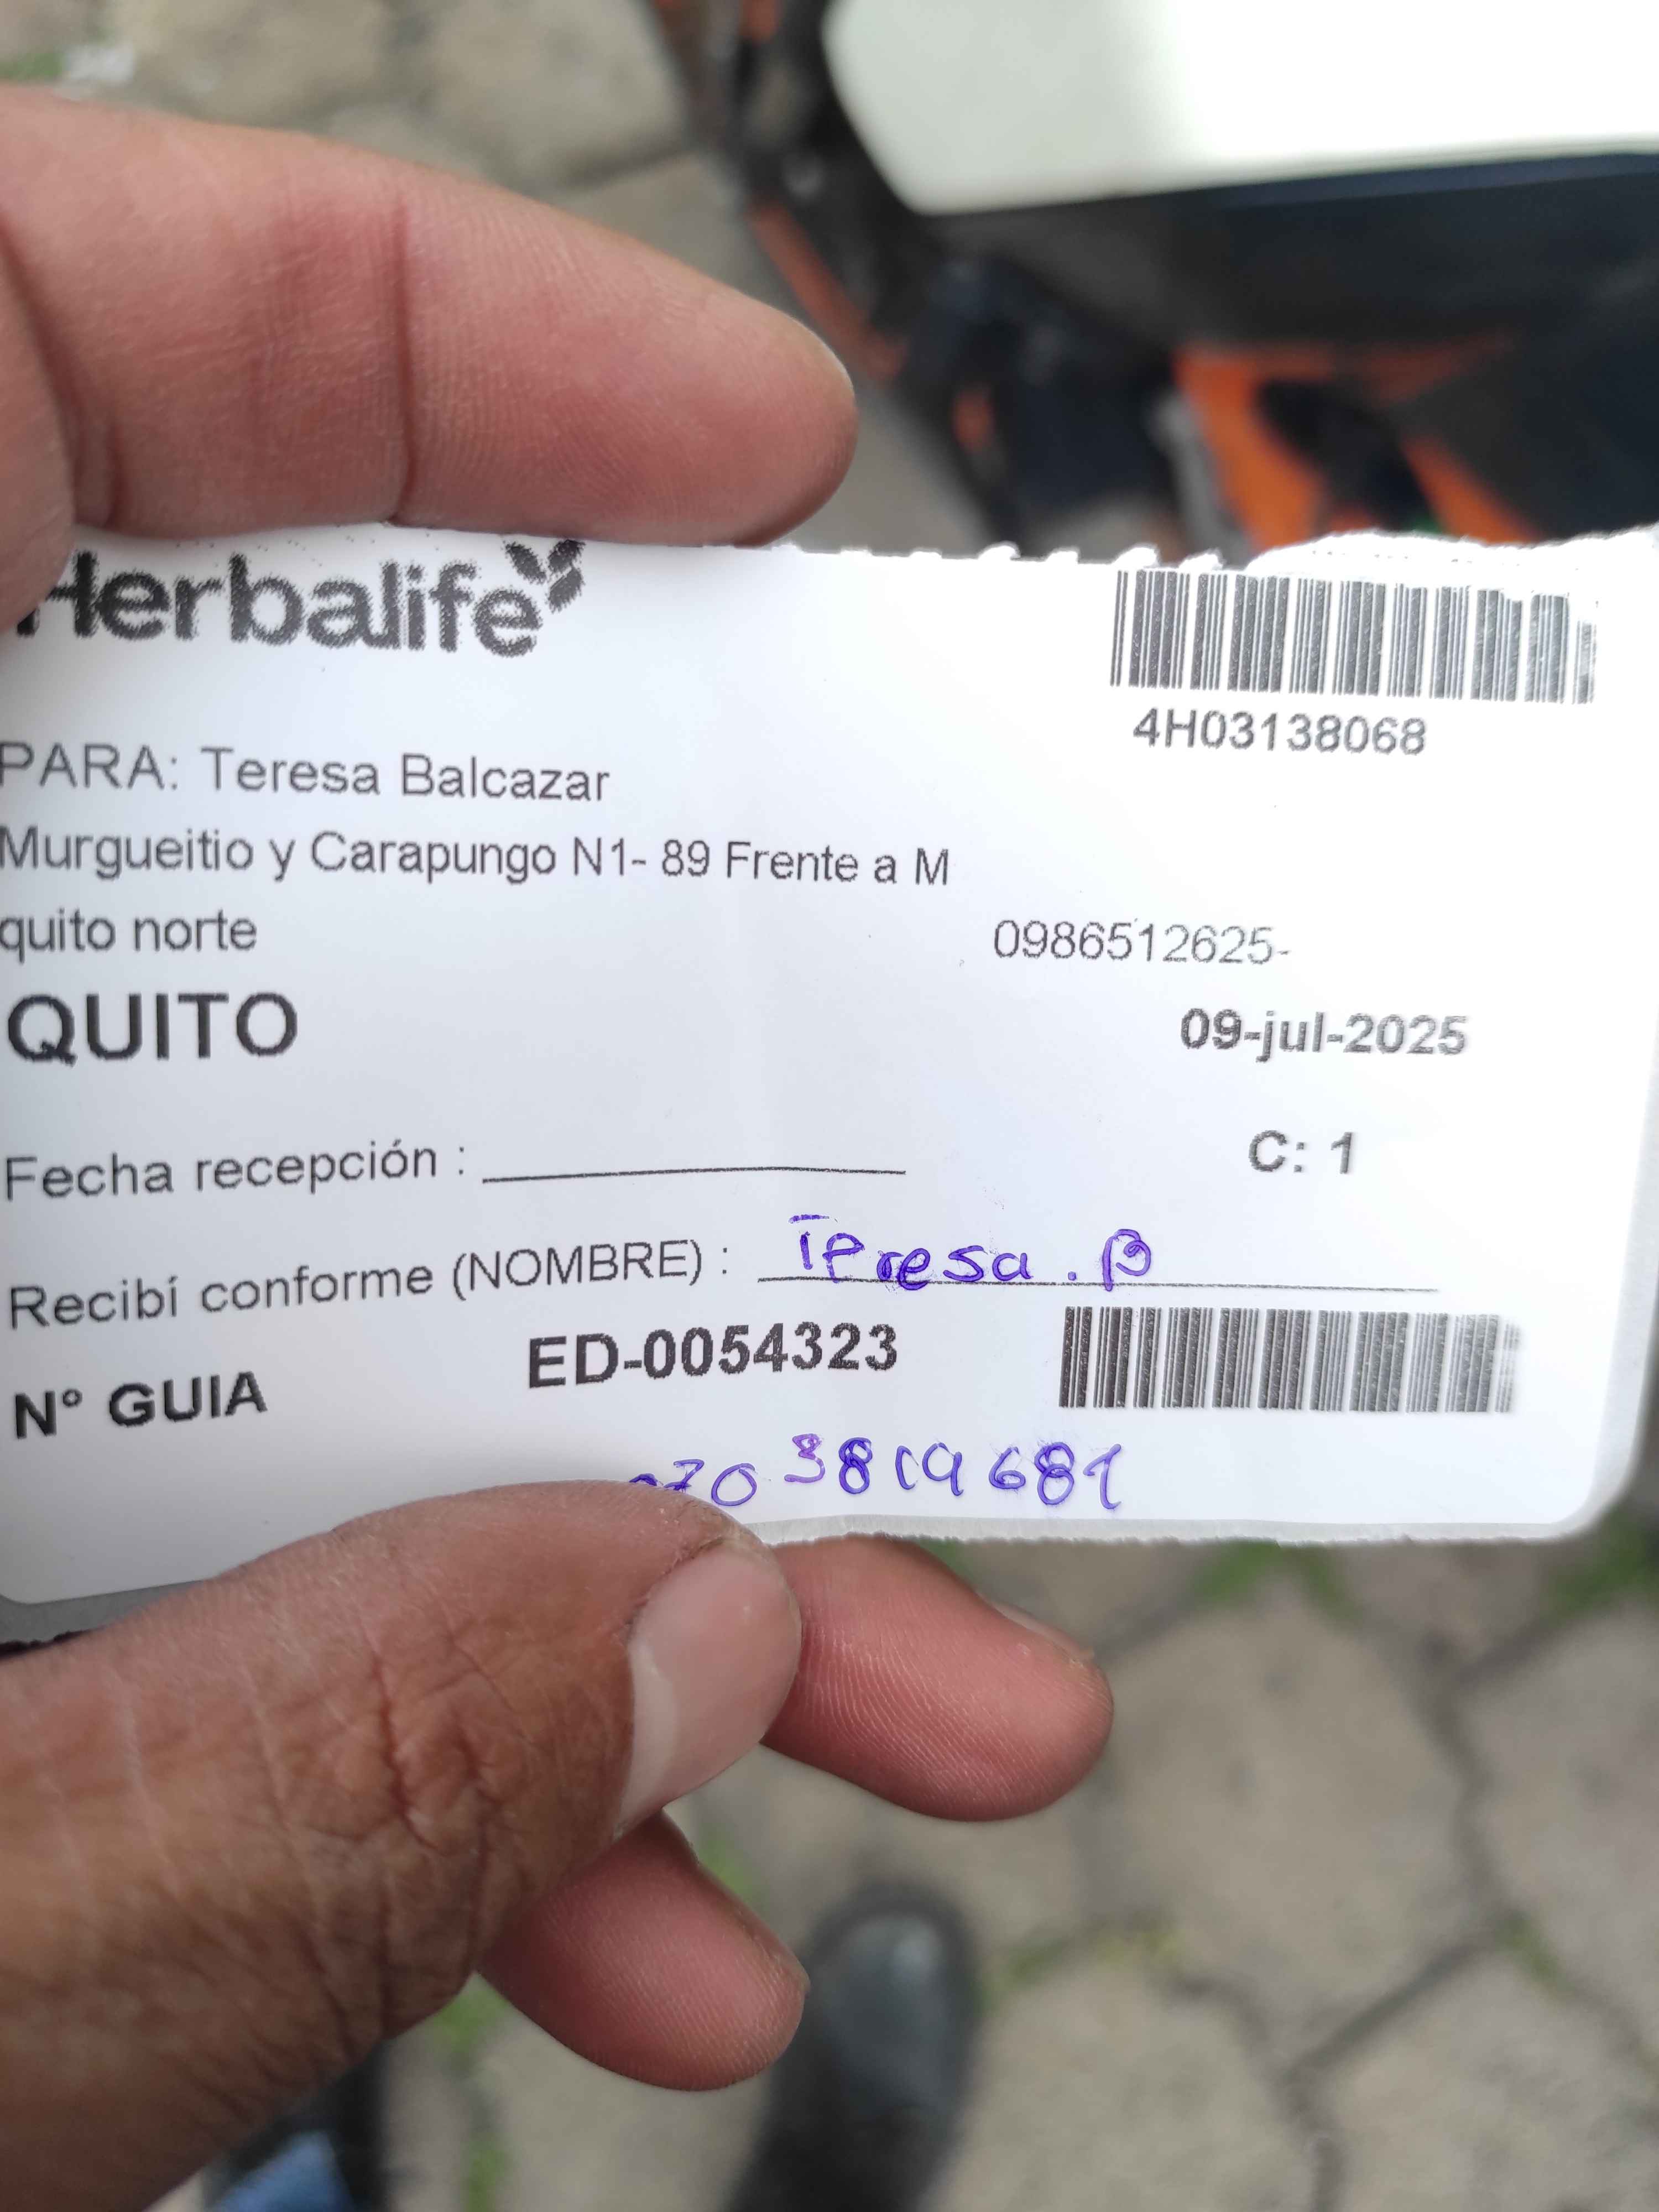 Herbalife
4H03138068
PARA: Teresa Balcazar
Murgueitio y Carapungo N1- 89 Frente a M
quito norte
0986512625-
QUITO
09-jul-2025
Fecha recepción :
C: 1
Recibí conforme (NOMBRE) : Teresa . B
N° GUIA ED-0054323